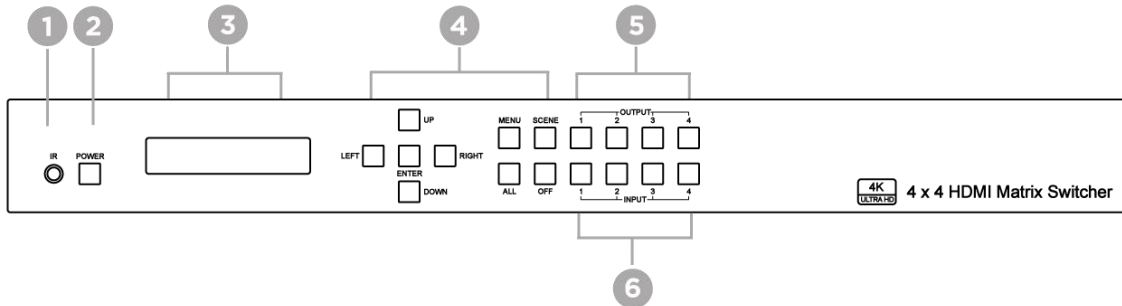 1 2 3 4 5
OUTPUT
UP MENU SCENE 1 2 3 4
IR POWER LEFT RIGHT
ENTER
DOWN ALL OFF 1 2 3 4
INPUT
4K
ULTRA HD
4 x 4 HDMI Matrix Switcher
6